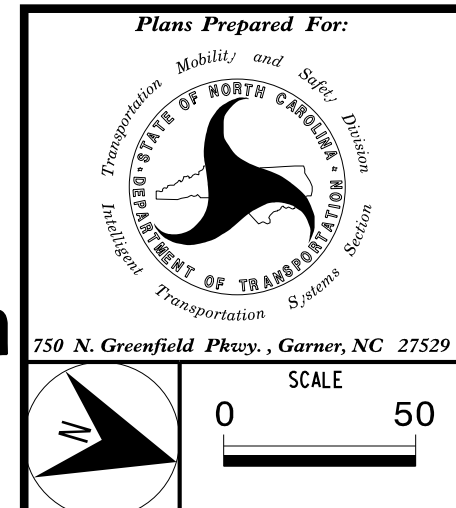 Plans Prepared For:
Transportation Mobility and Safety Division
STATE OF NORTH CAROLINA
DEPARTMENT OF TRANSPORTATION
Intelligent Transportation Systems Section
750 N. Greenfield Pkwy. , Garner, NC 27529
N
SCALE
0 50